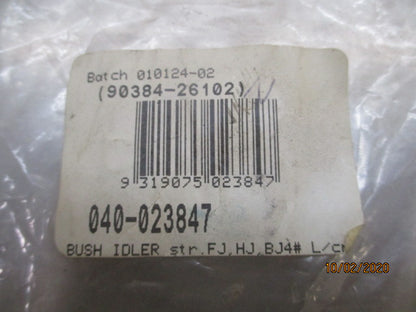 Batch 010124-02
(90384-26102)
9 319075 023847
040-023847
BUSH IDLER str.FJ,HJ,BJ4# L/cr
10/02/2020